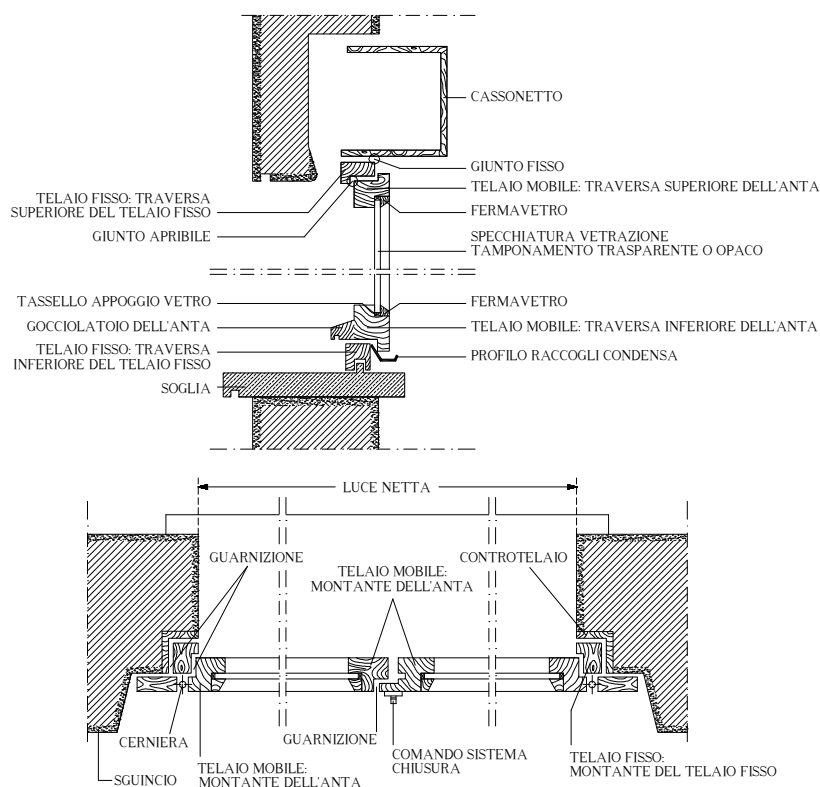 CASSONETTO
GIUNTO FISSO
TELAIO FISSO: TRAVERSA
SUPERIORE DEL TELAIO FISSO
TELAIO MOBILE: TRAVERSA SUPERIORE DELL'ANTA
FERMAVETRO
GIUNTO APRIBILE
SPECCHIATURA VETRAZIONE
TAMPONAMENTO TRASPARENTE O OPACO
TASSELLO APPOGGIO VETRO
FERMAVETRO
GOCCIOLATOIO DELL'ANTA
TELAIO MOBILE: TRAVERSA INFERIORE DELL'ANTA
TELAIO FISSO: TRAVERSA
INFERIORE DEL TELAIO FISSO
PROFILO RACCOGLI CONDENSA
SOGLIA
LUCE NETTA
GUARNIZIONE
CONTROTELAIO
TELAIO MOBILE:
MONTANTE DELL'ANTA
CERNIERA
GUARNIZIONE
COMANDO SISTEMA
CHIUSURA
TELAIO FISSO:
MONTANTE DEL TELAIO FISSO
SGUINCIO
TELAIO MOBILE:
MONTANTE DELL'ANTA